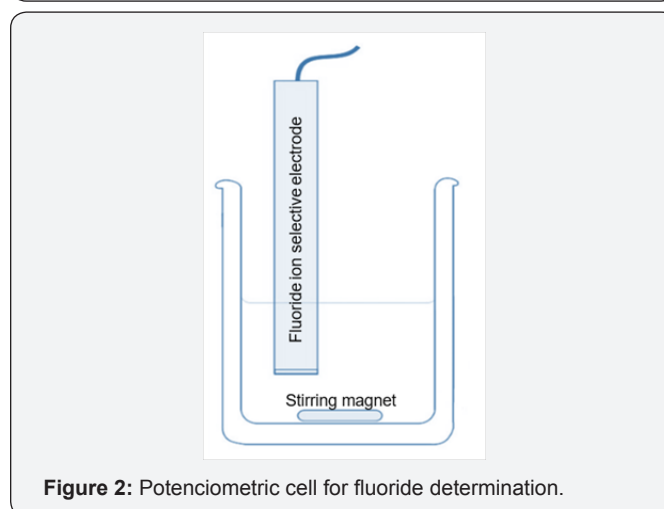 Fluoride ion selective electrode
Stirring magnet
Figure 2: Potenciometric cell for fluoride determination.